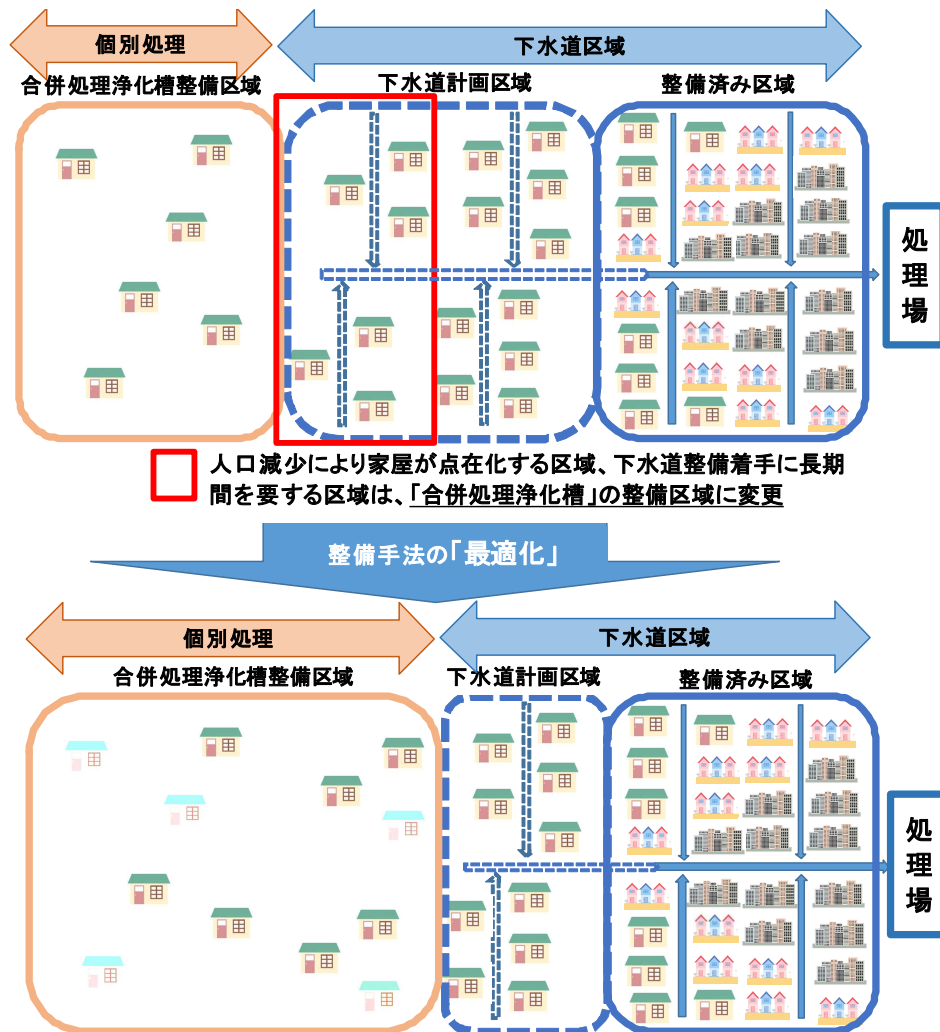 個別処理
下水道区域
合併処理浄化槽整備区域
下水道計画区域
整備済み区域
処理場
人口減少により家屋が点在化する区域、下水道整備着手に長期
間を要する区域は、「合併処理浄化槽」の整備区域に変更
整備手法の「最適化」
個別処理
下水道区域
合併処理浄化槽整備区域
下水道計画区域
整備済み区域
処理場